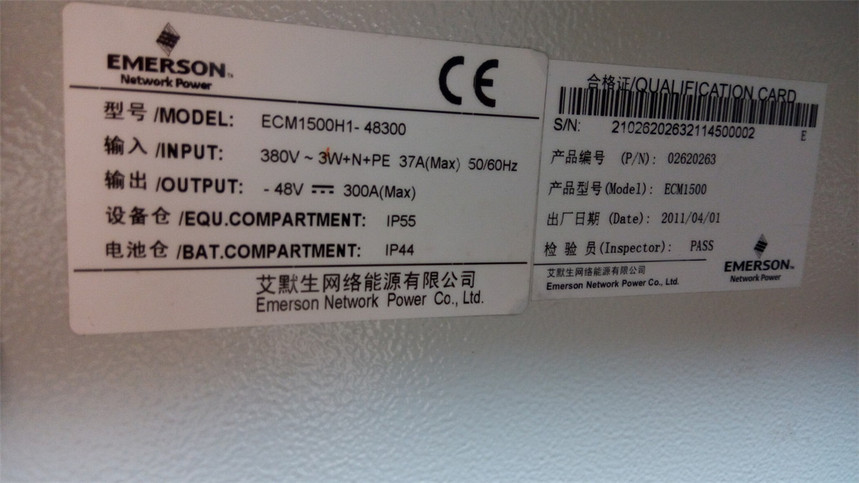 EMERSON™
Network Power
CE
型号/MODEL: ECM1500H1-48300
输入/INPUT: 380V ~ 3W+N+PE 37A(Max) 50/60Hz
输出/OUTPUT: -48V ⎓ 300A(Max)
设备仓/EQU.COMPARTMENT: IP55
电池仓/BAT.COMPARTMENT: IP44
艾默生网络能源有限公司
Emerson Network Power Co., Ltd.
合格证/QUALIFICATION CARD
S/N: 21026202632114500002 E
产品编号 (P/N): 02620263
产品型号(Model): ECM1500
出厂日期 (Date): 2011/04/01
检验员(Inspector): PASS
艾默生网络能源有限公司
Emerson Network Power Co., Ltd.
EMERSON™
Network Power